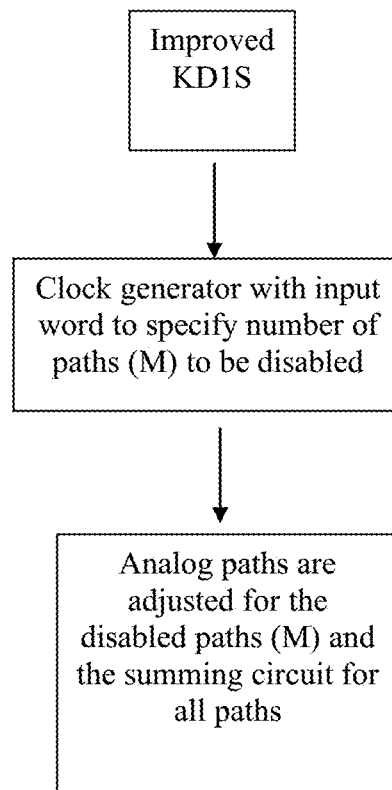 Improved
KD1S
Clock generator with input
word to specify number of
paths (M) to be disabled
Analog paths are
adjusted for the
disabled paths (M) and
the summing circuit for
all paths